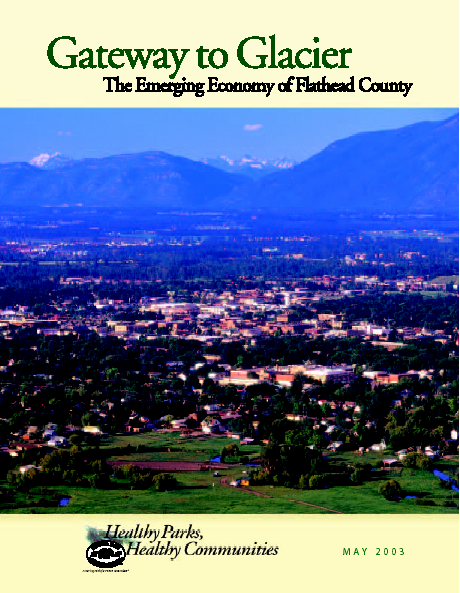 Gateway to Glacier
The Emerging Economy of Flathead County
Healthy Parks,
Healthy Communities
MAY 2003